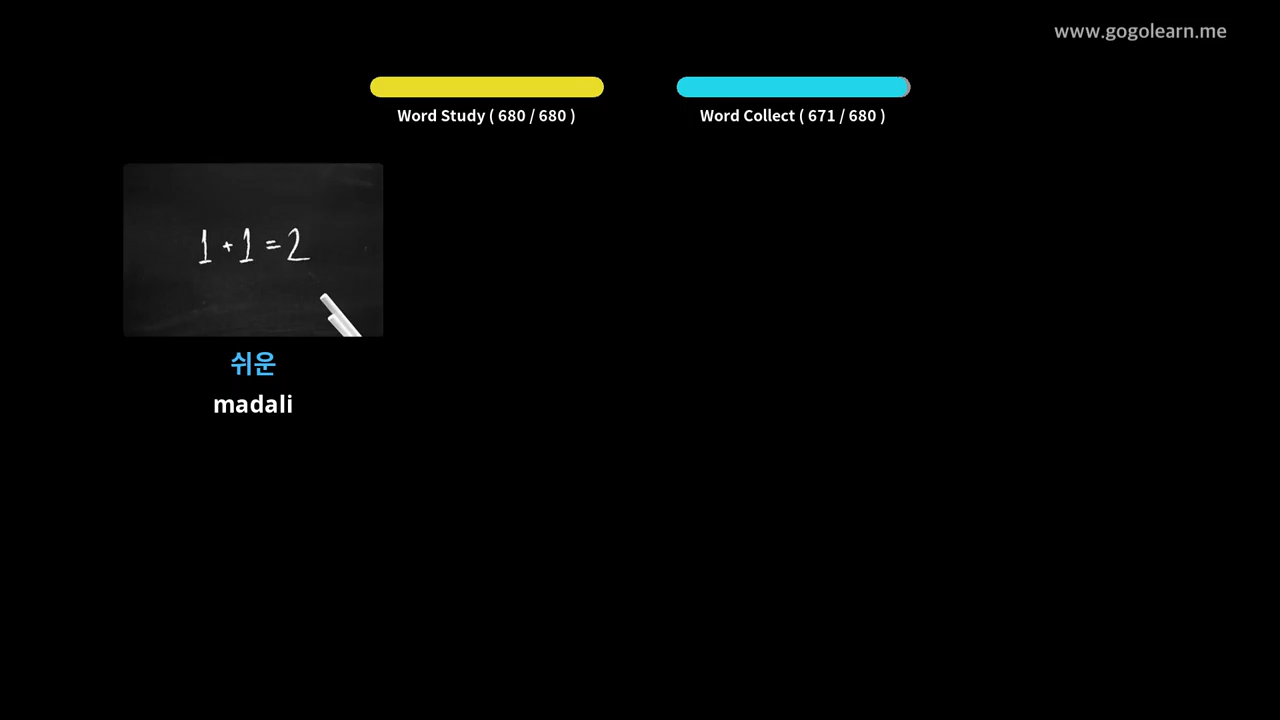 www.gogolearn.me
Word Study ( 680 / 680 )
Word Collect ( 671 / 680 )
1 + 1 = 2
쉬운
madali